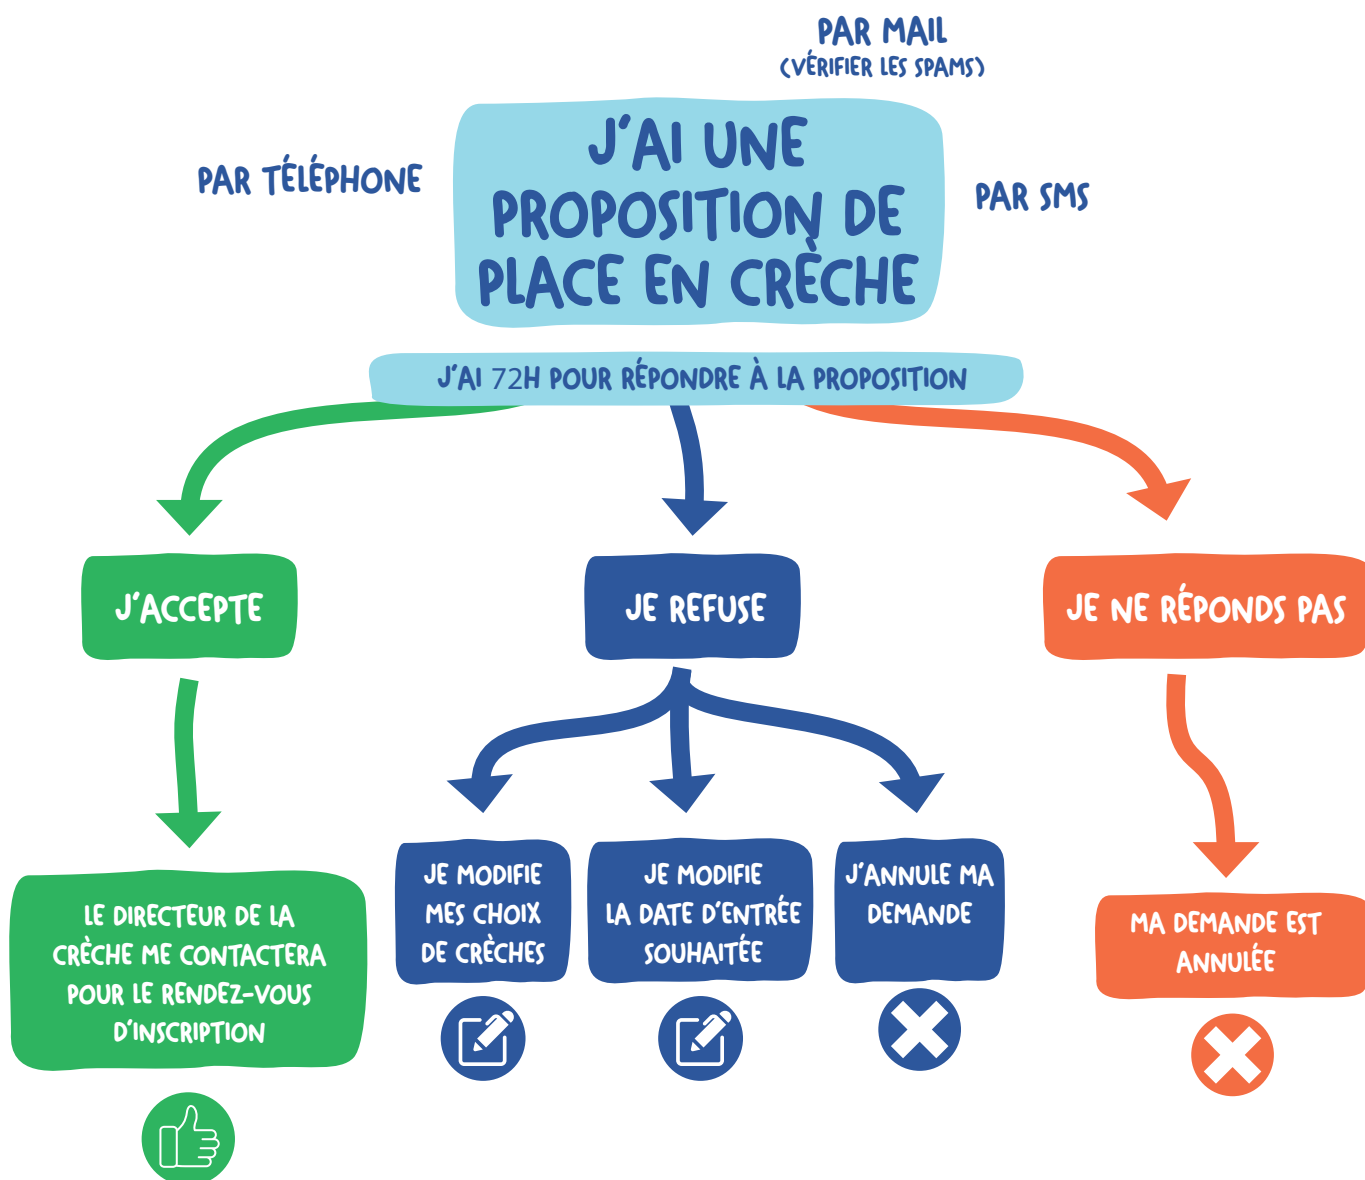 PAR MAIL
(VÉRIFIER LES SPAMS)
PAR TÉLÉPHONE
J'AI UNE
PROPOSITION DE
PLACE EN CRÈCHE
PAR SMS
J'AI 72H POUR RÉPONDRE À LA PROPOSITION
J'ACCEPTE
JE REFUSE
JE NE RÉPONDS PAS
LE DIRECTEUR DE LA
CRÈCHE ME CONTACTERA
POUR LE RENDEZ-VOUS
D'INSCRIPTION
JE MODIFIE
MES CHOIX
DE CRÈCHES
JE MODIFIE
LA DATE D'ENTRÉE
SOUHAITÉE
J'ANNULE MA
DEMANDE
MA DEMANDE EST
ANNULÉE